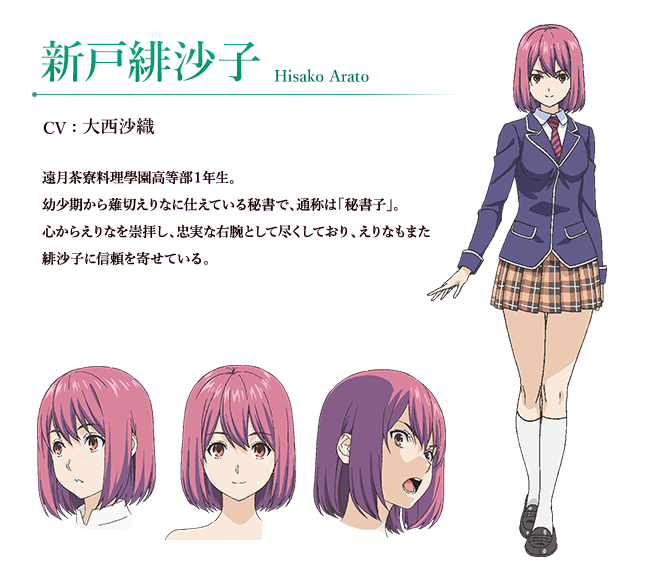 新戸緋沙子 Hisako Arato
CV：大西沙織
遠月茶寮料理學園高等部1年生。
幼少期から薙切えりなに仕えている秘書で、通称は「秘書子」。
心からえりなを崇拝し、忠実な右腕として尽くしており、えりなもまた
緋沙子に信頼を寄せている。